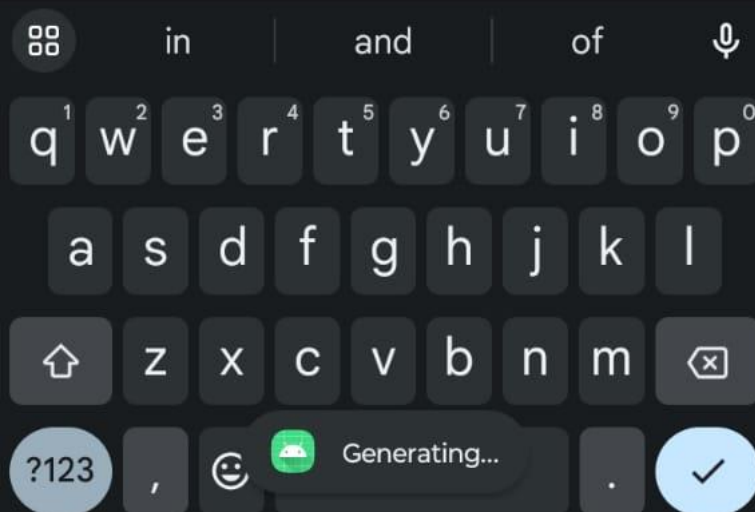 in and of
1 2 3 4 5 6 7 8 9 0
q w e r t y u i o p
a s d f g h j k l
z x c v b n m
?123 , Generating... .